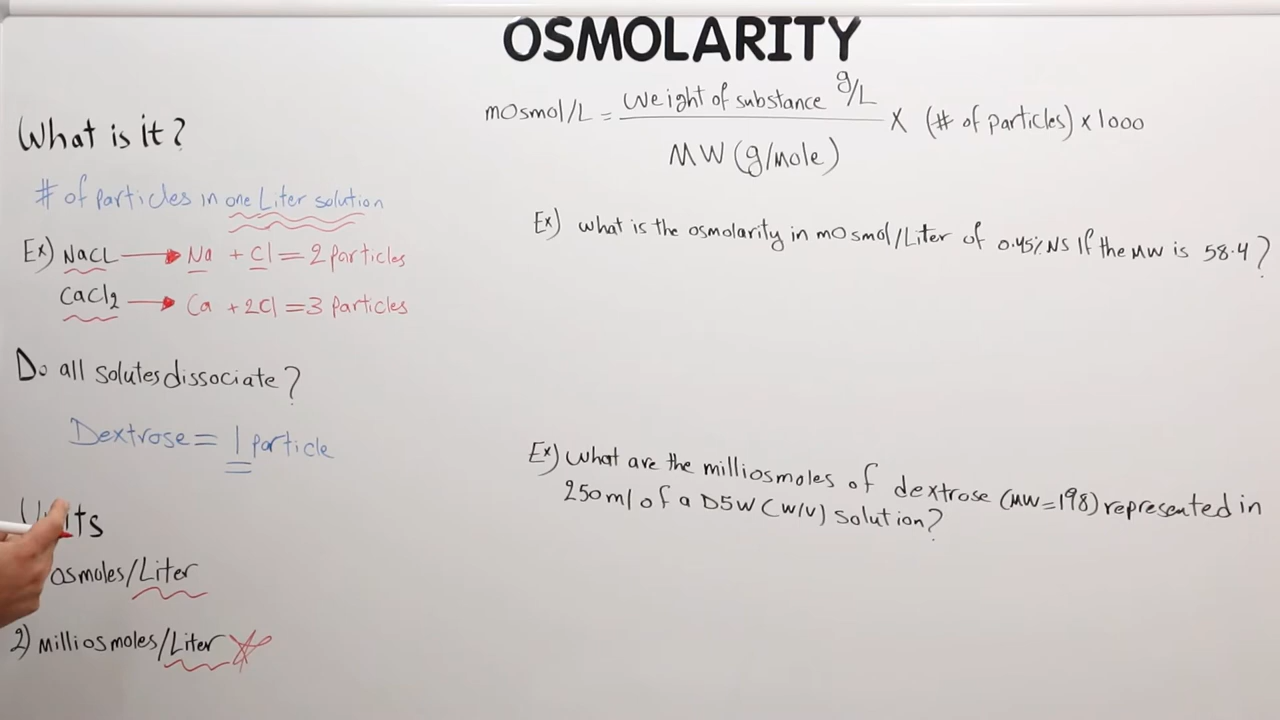 OSMOLARITY
What is it?
# of particles in one Liter solution
Ex) NaCL → Na + Cl = 2 particles
CaCl2 → Ca + 2Cl = 3 particles
Do all solutes dissociate?
Dextrose = 1 particle
osmoles/Liter
2) Milliosmoles/Liter
mOsmol/L = Weight of substance g/L / MW (g/mole) X (# of particles) x 1000
Ex) what is the osmolarity in mOsmol/Liter of 0.45% NS If the MW is 58.4?
Ex) What are the milliosmoles of dextrose (MW=198) represented in
250ml of a D5W (W/V) solution?